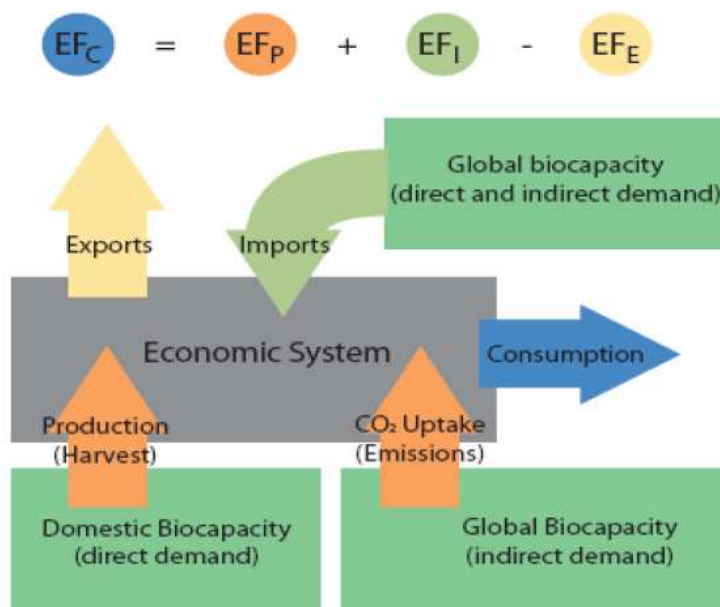 EFC = EFP + EFI - EFE
Global biocapacity
(direct and indirect demand)
Exports
Imports
Economic System
Consumption
Production
(Harvest)
CO₂ Uptake
(Emissions)
Domestic Biocapacity
(direct demand)
Global Biocapacity
(indirect demand)